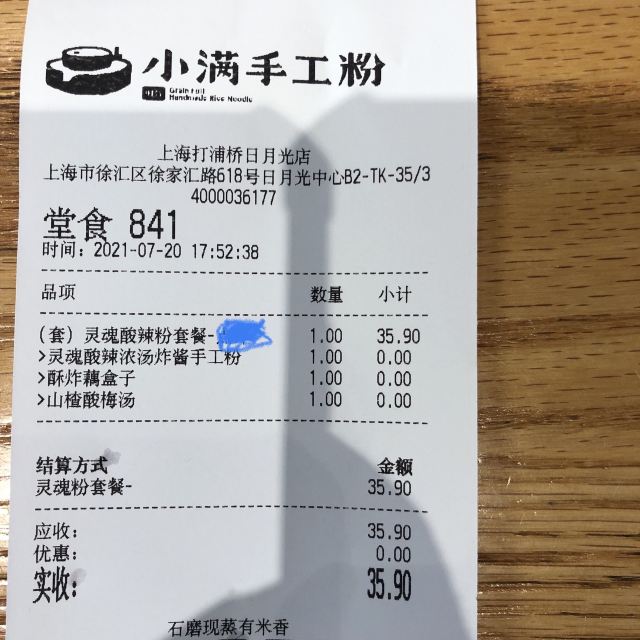 小满手工粉
Grain Full
Handmade Rice Noodle
上海打浦桥日月光店
上海市徐汇区徐家汇路618号日月光中心B2-TK-35/3
4000036177
堂食 841
时间：2021-07-20 17:52:38
品项 数量 小计
(套) 灵魂酸辣粉套餐- 1.00 35.90
>灵魂酸辣浓汤炸酱手工粉 1.00 0.00
>酥炸藕盒子 1.00 0.00
>山楂酸梅汤 1.00 0.00
结算方式 金额
灵魂粉套餐- 35.90
应收： 35.90
优惠： 0.00
实收： 35.90
石磨现蒸有米香